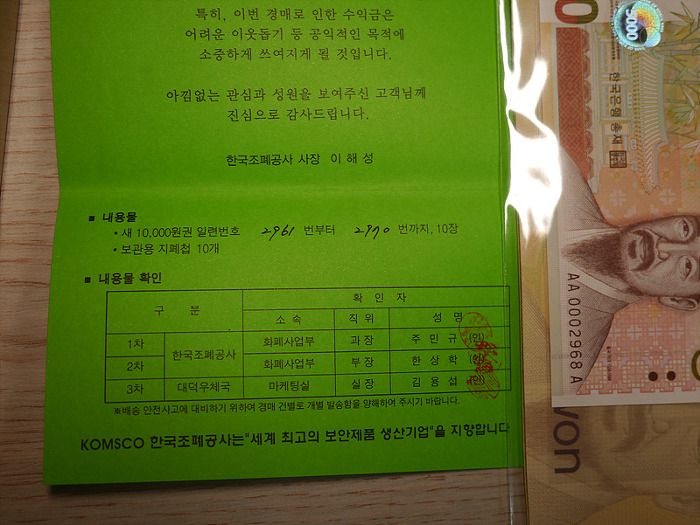 특히, 이번 경매로 인한 수익금은
어려운 이웃돕기 등 공익적인 목적에
소중하게 쓰여지게 될 것입니다.
아낌없는 관심과 성원을 보여주신 고객님께
진심으로 감사드립니다.
한국조폐공사 사장 이 해 성
■ 내용물
• 새 10,000원권 일련번호 2961 번부터 2970 번까지, 10장
• 보관용 지폐첩 10개
■ 내용물 확인
구 분 확 인 자
소 속 직 위 성 명
1차 한국조폐공사 화폐사업부 과 장 주 민 규 (인)
2차 화폐사업부 부 장 한 상 학 (인)
3차 대덕우체국 마케팅실 실 장 김 용 섭 (인)
※배송 안전사고에 대비하기 위하여 경매 건별로 개별 발송함을 양해하여 주시기 바랍니다.
KOMSCO 한국조폐공사는 "세계 최고의 보안제품 생산기업"을 지향합니다
0
5000
한국은행 총재
AA 0002968 A
won